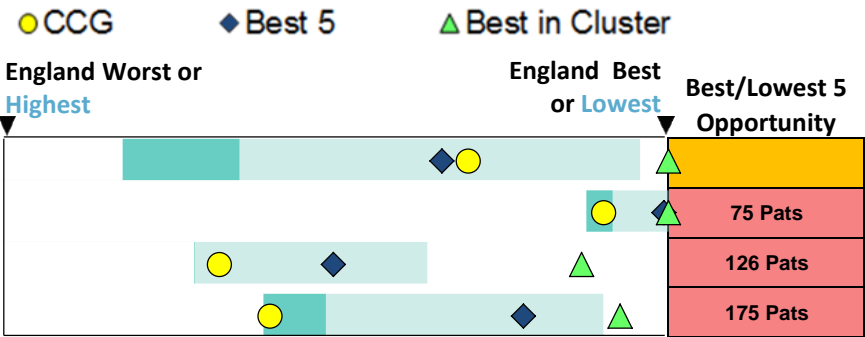 CCG Best 5 Best in Cluster
England Worst or
Highest
England Best
or Lowest
Best/Lowest 5
Opportunity
75 Pats
126 Pats
175 Pats